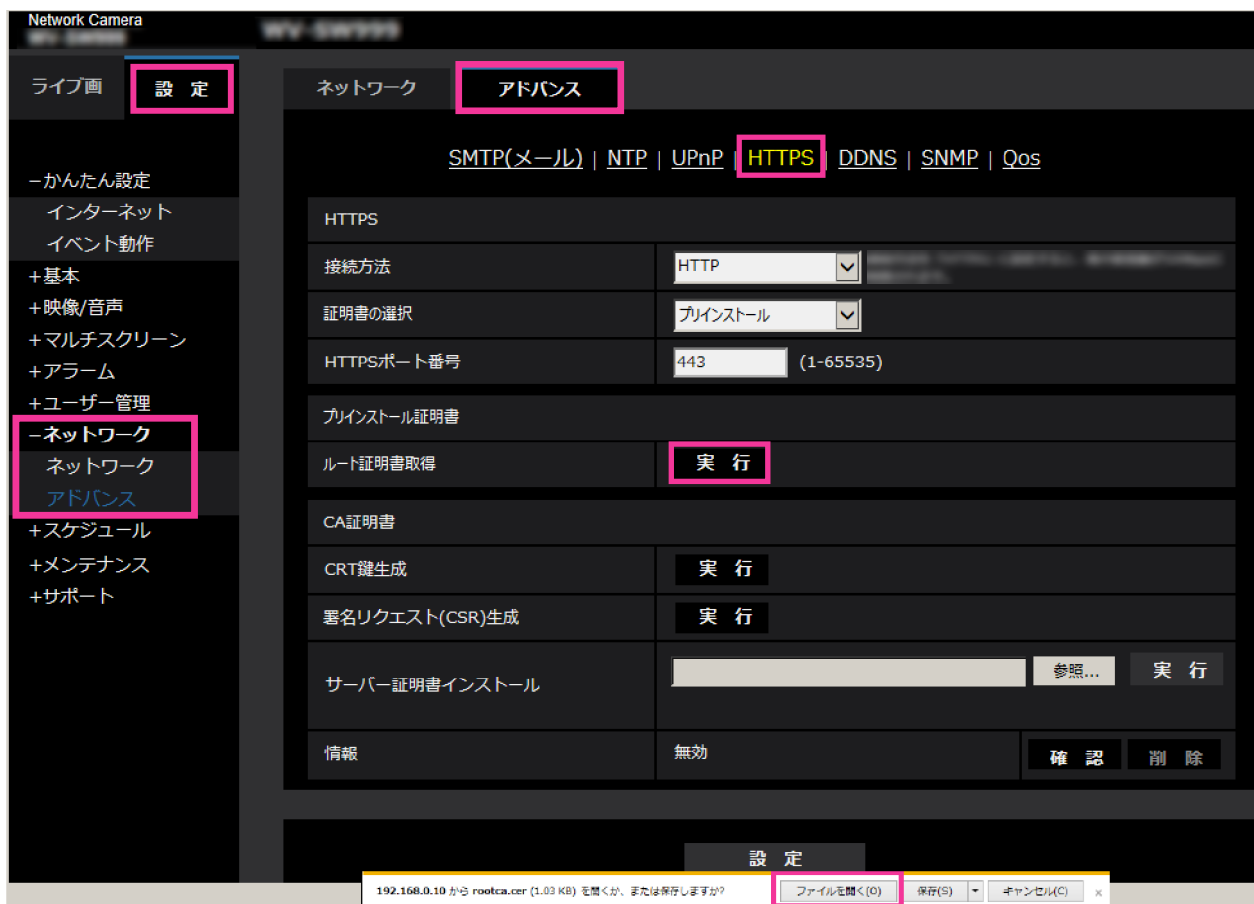 Network Camera
WV-SW999
ライブ画
設 定
ネットワーク
アドバンス
SMTP(メール) | NTP | UPnP | HTTPS | DDNS | SNMP | Qos
−かんたん設定
インターネット
イベント動作
+基本
+映像/音声
+マルチスクリーン
+アラーム
+ユーザー管理
−ネットワーク
ネットワーク
アドバンス
+スケジュール
+メンテナンス
+サポート
HTTPS
接続方法 HTTP
証明書の選択 プリインストール
HTTPSポート番号 443 (1-65535)
プリインストール証明書
ルート証明書取得 実 行
CA証明書
CRT鍵生成 実 行
署名リクエスト(CSR)生成 実 行
サーバー証明書インストール 参照... 実 行
情報 無効 確 認 削 除
設 定
192.168.0.10 から rootca.cer (1.03 KB) を開くか、または保存しますか? ファイルを開く(O) 保存(S) キャンセル(C) ×